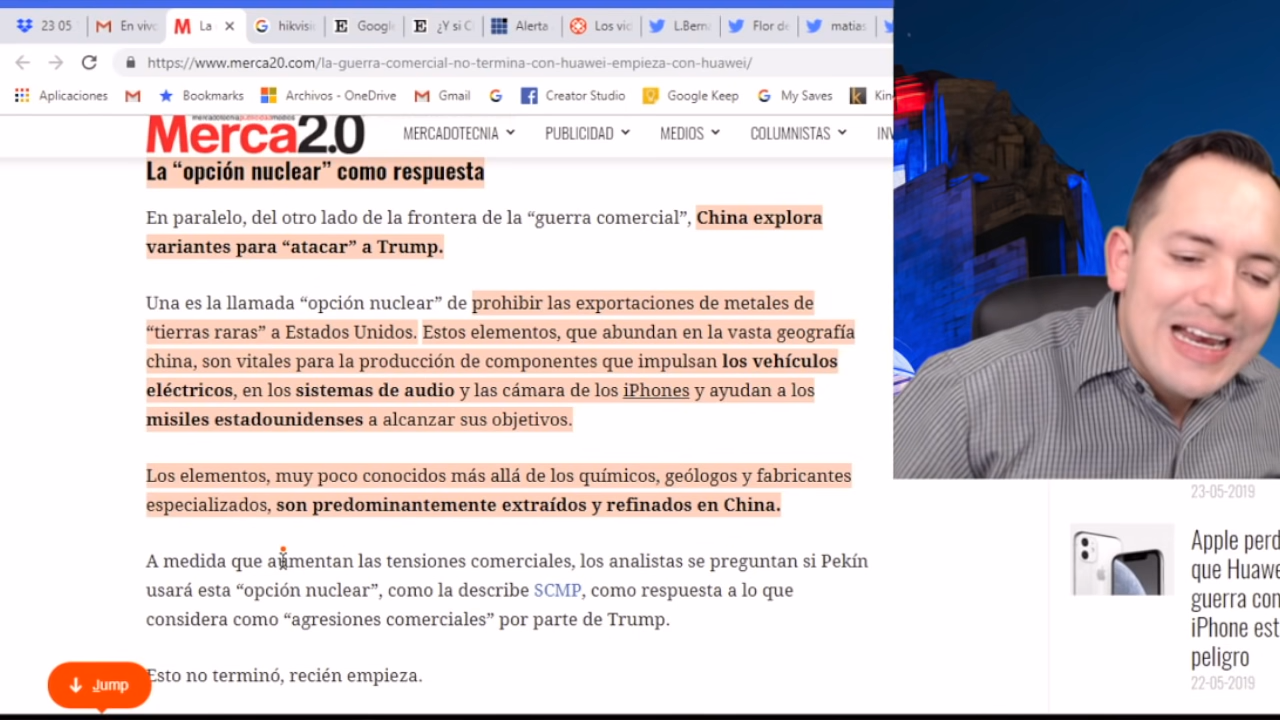 23 05
En vivo
La
hikvisi
Google
¿Y si C
Alerta
Los vic
L.Bern
Flor de
matias
https://www.merca20.com/la-guerra-comercial-no-termina-con-huawei-empieza-con-huawei/
Aplicaciones
Bookmarks
Archivos - OneDrive
Gmail
Creator Studio
Google Keep
My Saves
Kin
Merca2.0
MERCADOTECNIA
PUBLICIDAD
MEDIOS
COLUMNISTAS
INV
La “opción nuclear” como respuesta
En paralelo, del otro lado de la frontera de la “guerra comercial”, China explora
variantes para “atacar” a Trump.
Una es la llamada “opción nuclear” de prohibir las exportaciones de metales de
“tierras raras” a Estados Unidos. Estos elementos, que abundan en la vasta geografía
china, son vitales para la producción de componentes que impulsan los vehículos
eléctricos, en los sistemas de audio y las cámara de los iPhones y ayudan a los
misiles estadounidenses a alcanzar sus objetivos.
Los elementos, muy poco conocidos más allá de los químicos, geólogos y fabricantes
especializados, son predominantemente extraídos y refinados en China.
A medida que aumentan las tensiones comerciales, los analistas se preguntan si Pekín
usará esta “opción nuclear”, como la describe SCMP, como respuesta a lo que
considera como “agresiones comerciales” por parte de Trump.
Esto no terminó, recién empieza.
Jump
23-05-2019
Apple perd
que Huawe
guerra con
iPhone est
peligro
22-05-2019